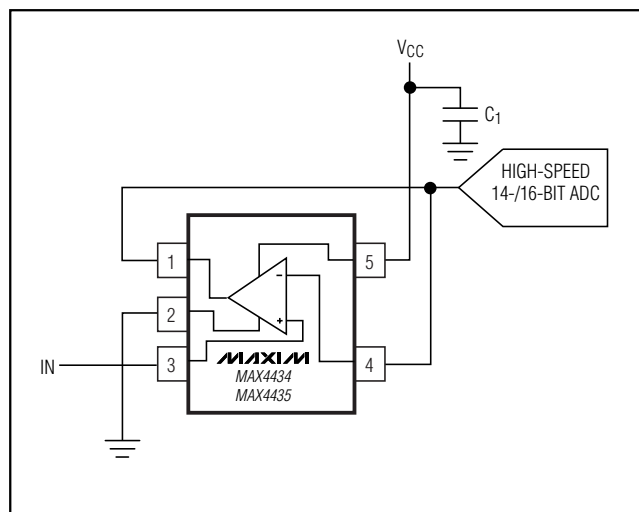 VCC
C1
HIGH-SPEED
14-/16-BIT ADC
1
5
−
2
+
IN
3
4
MAXIM
MAX4434
MAX4435